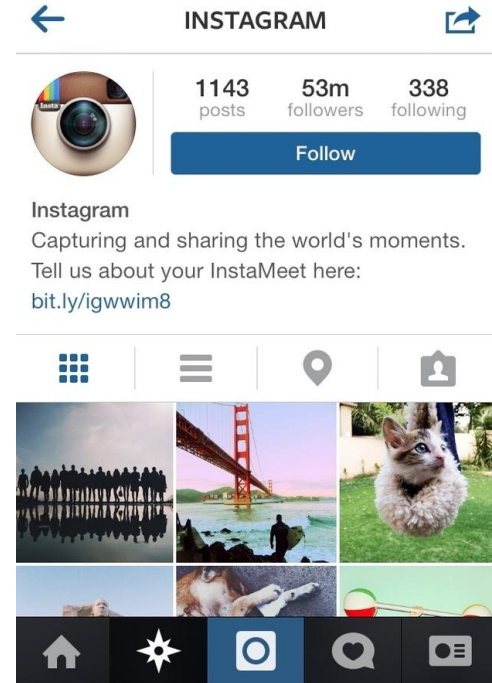 INSTAGRAM
Insta
1143 53m 338
posts followers following
Follow
Instagram
Capturing and sharing the world's moments.
Tell us about your InstaMeet here:
bit.ly/igwwim8